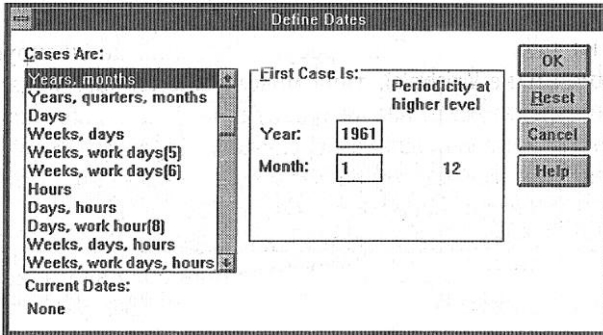 Define Dates
Cases Are:
Years, months
Years, quarters, months
Days
Weeks, days
Weeks, work days(5)
Weeks, work days(6)
Hours
Days, hours
Days, work hour(8)
Weeks, days, hours
Weeks, work days, hours
Current Dates:
None
First Case Is:
Periodicity at
higher level
Year: 1961
Month: 1 12
OK
Reset
Cancel
Help